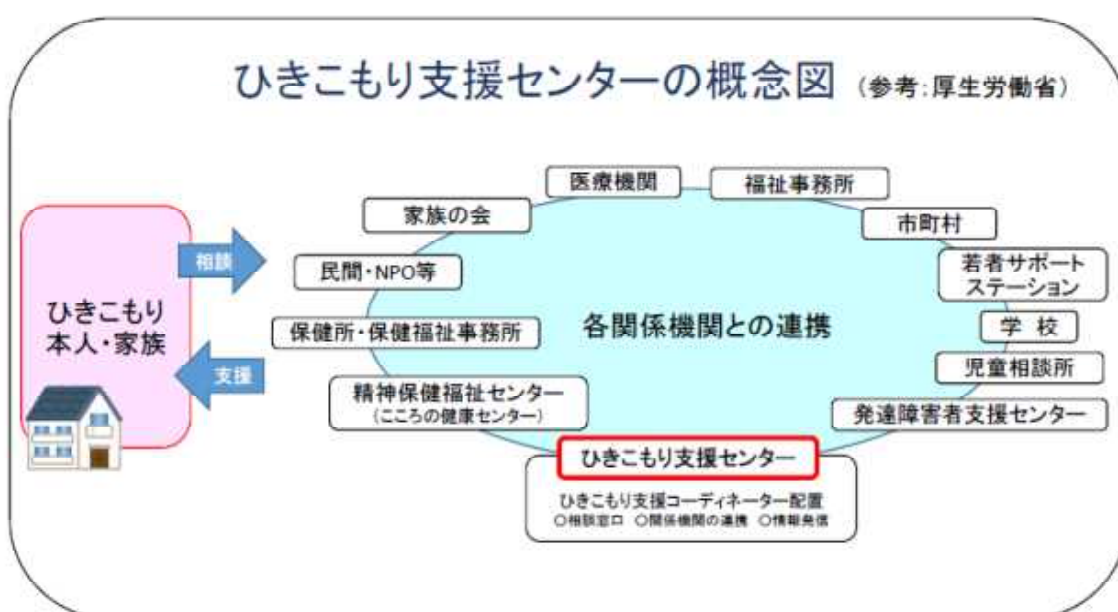 ひきこもり支援センターの概念図 (参考:厚生労働省)
医療機関
福祉事務所
家族の会
市町村
相談
民間・NPO等
若者サポート
ステーション
ひきこもり
本人・家族
保健所・保健福祉事務所
各関係機関との連携
学 校
支援
児童相談所
精神保健福祉センター
(こころの健康センター)
発達障害者支援センター
ひきこもり支援センター
ひきこもり支援コーディネーター配置
○相談窓口 ○関係機関の連携 ○情報発信